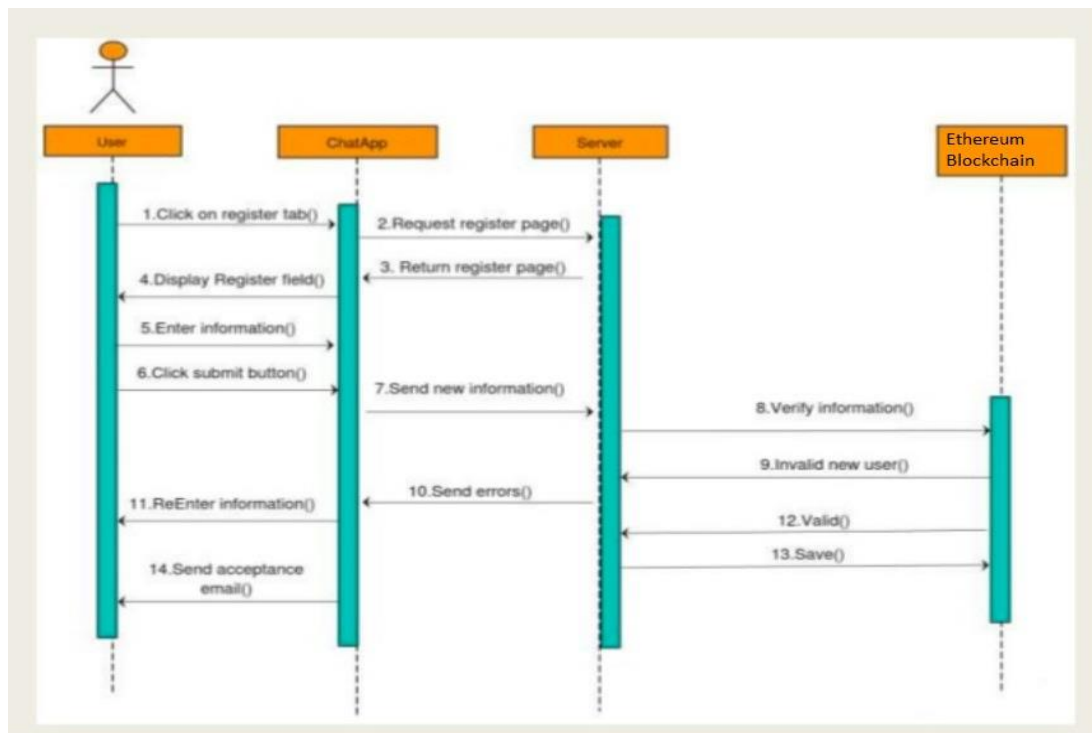 User
ChatApp
Server
Ethereum
Blockchain
1.Click on register tab()
2.Request register page()
3. Return register page()
4.Display Register field()
5.Enter information()
6.Click submit button()
7.Send new information()
8.Verify information()
9.Invalid new user()
10.Send errors()
11.ReEnter information()
12.Valid()
13.Save()
14.Send acceptance
email()